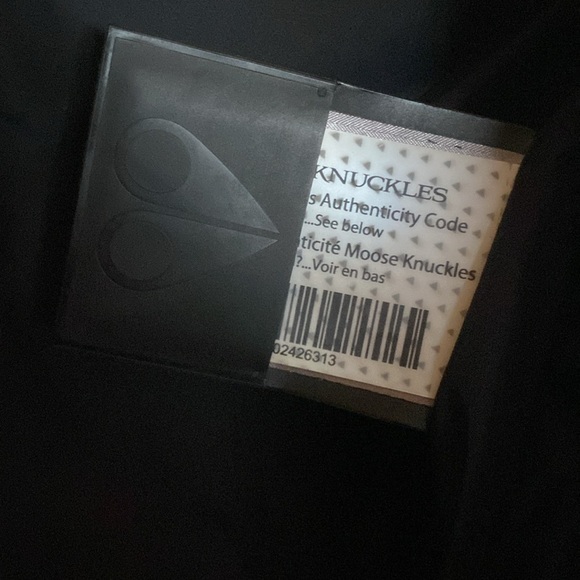 KNUCKLES
s Authenticity Code
...See below
ticité Moose Knuckles
?...Voir en bas
02426313